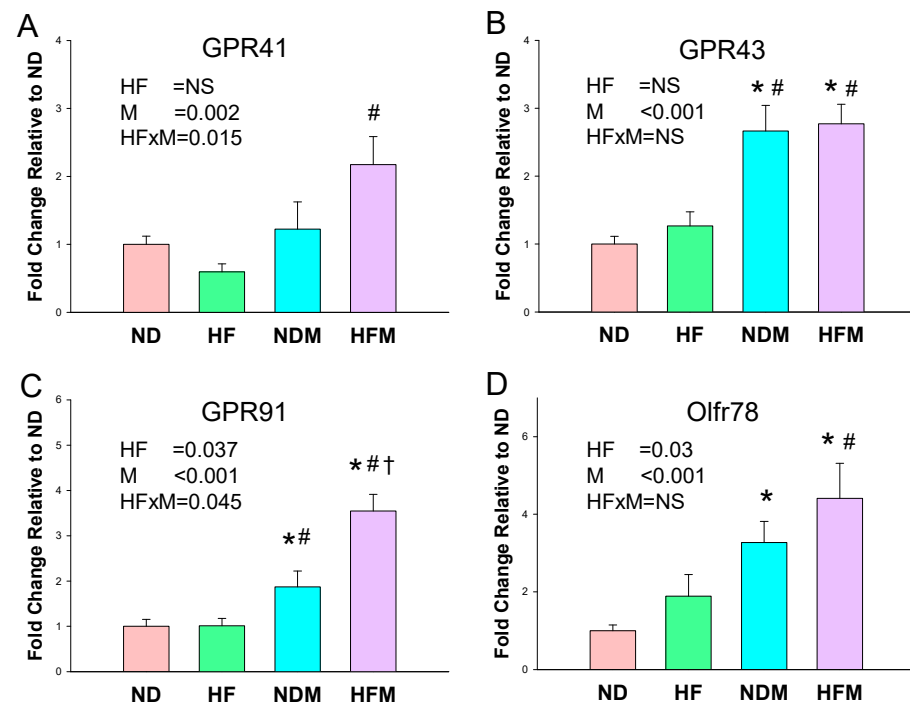 A
GPR41
Fold Change Relative to ND
4
3
2
1
0
HF =NS
M =0.002
HFxM=0.015
#
ND HF NDM HFM
B
GPR43
Fold Change Relative to ND
4
3
2
1
0
HF =NS
M <0.001
HFxM=NS
* # * #
ND HF NDM HFM
C
GPR91
Fold Change Relative to ND
6
5
4
3
2
1
0
HF =0.037
M <0.001
HFxM=0.045
*#†
*#
ND HF NDM HFM
D
Olfr78
Fold Change Relative to ND
6
4
2
0
HF =0.03
M <0.001
HFxM=NS
* #
*
ND HF NDM HFM